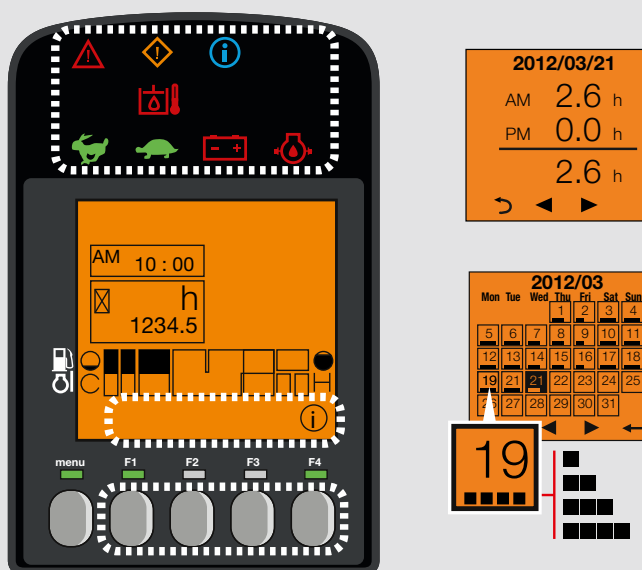 AM 10 : 00
h
1234.5
C H
i
menu F1 F2 F3 F4
2012/03/21
AM 2.6 h
PM 0.0 h
2.6 h
2012/03
Mon Tue Wed Thu Fri Sat Sun
1 2 3 4
5 6 7 8 9 10 11
12 13 14 15 16 17 18
19 21 21 22 23 24 25
27 28 29 30 31
19